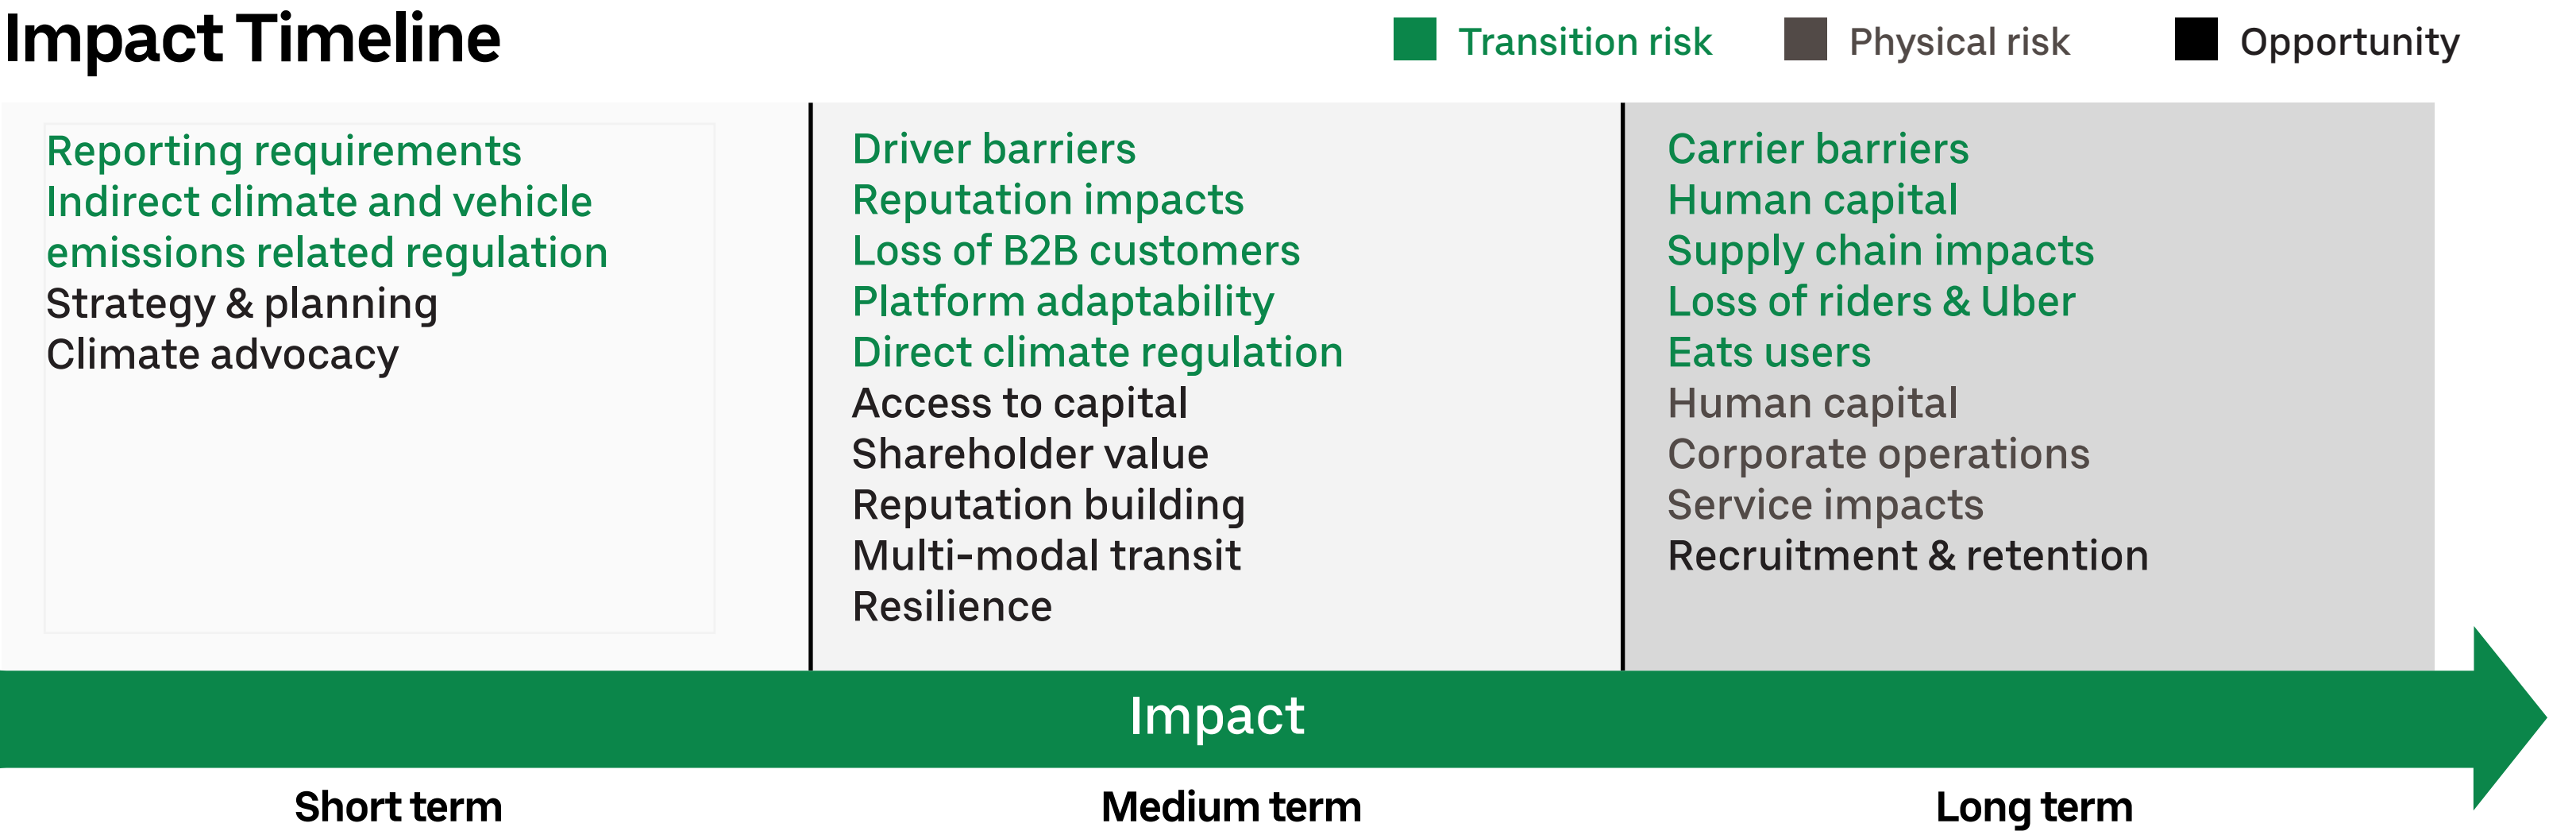 Impact Timeline
Transition risk
Physical risk
Opportunity
Reporting requirements
Indirect climate and vehicle
emissions related regulation
Strategy & planning
Climate advocacy
Driver barriers
Reputation impacts
Loss of B2B customers
Platform adaptability
Direct climate regulation
Access to capital
Shareholder value
Reputation building
Multi-modal transit
Resilience
Carrier barriers
Human capital
Supply chain impacts
Loss of riders & Uber
Eats users
Human capital
Corporate operations
Service impacts
Recruitment & retention
Impact
Short term
Medium term
Long term